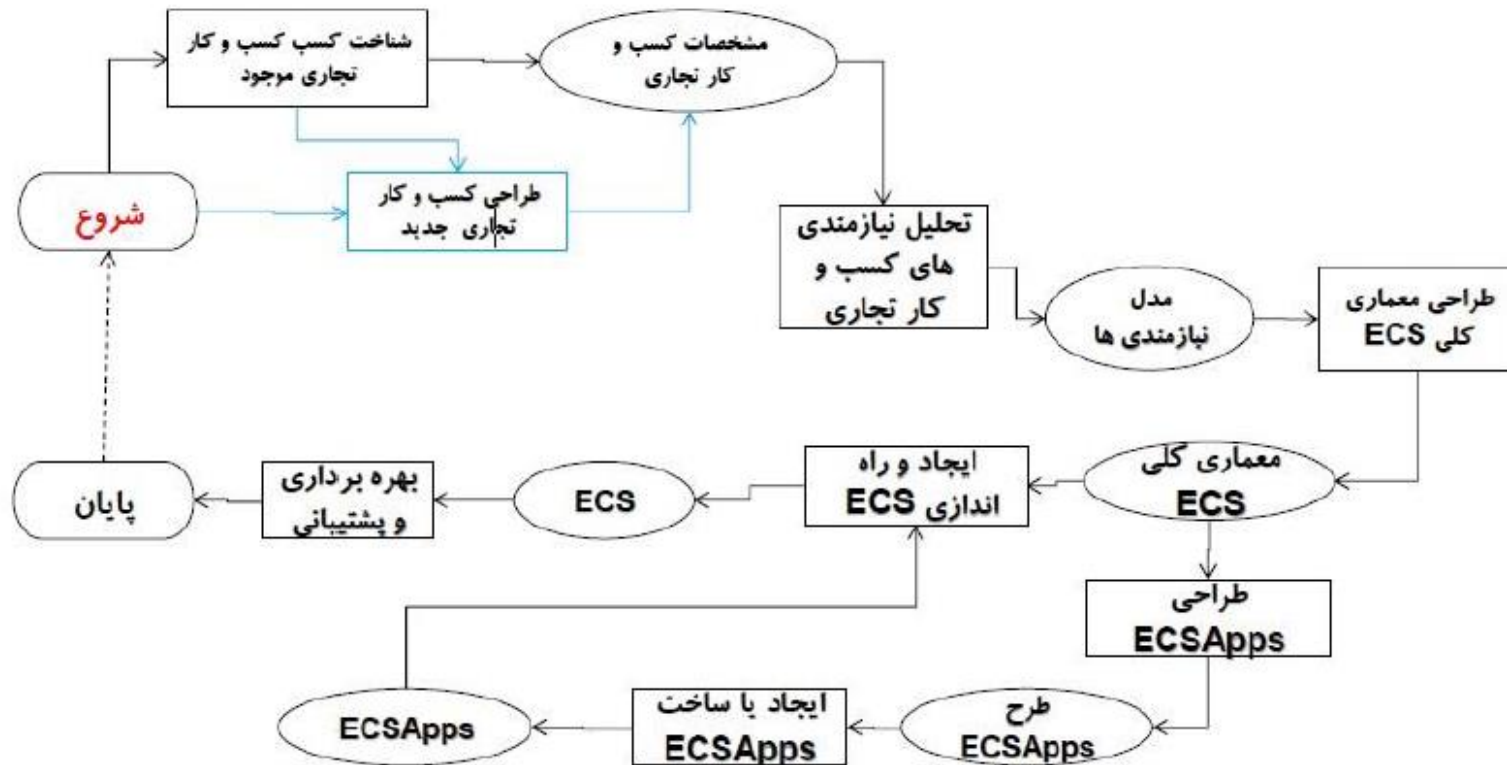 شناخت کسب کسب و کار
تجاری موجود
مشخصات کسب و
کار تجاری
شروع
طراحی کسب و کار
تجاری جدید
تحلیل نیازمندی
های کسب و
کار تجاری
مدل
نیازمندی ها
طراحی معماری
کلی ECS
معماری کلی
ECS
ایجاد و راه
اندازی ECS
ECS
بهره برداری
و پشتیبانی
پایان
طراحی
ECSApps
طرح
ECSApps
ایجاد یا ساخت
ECSApps
ECSApps